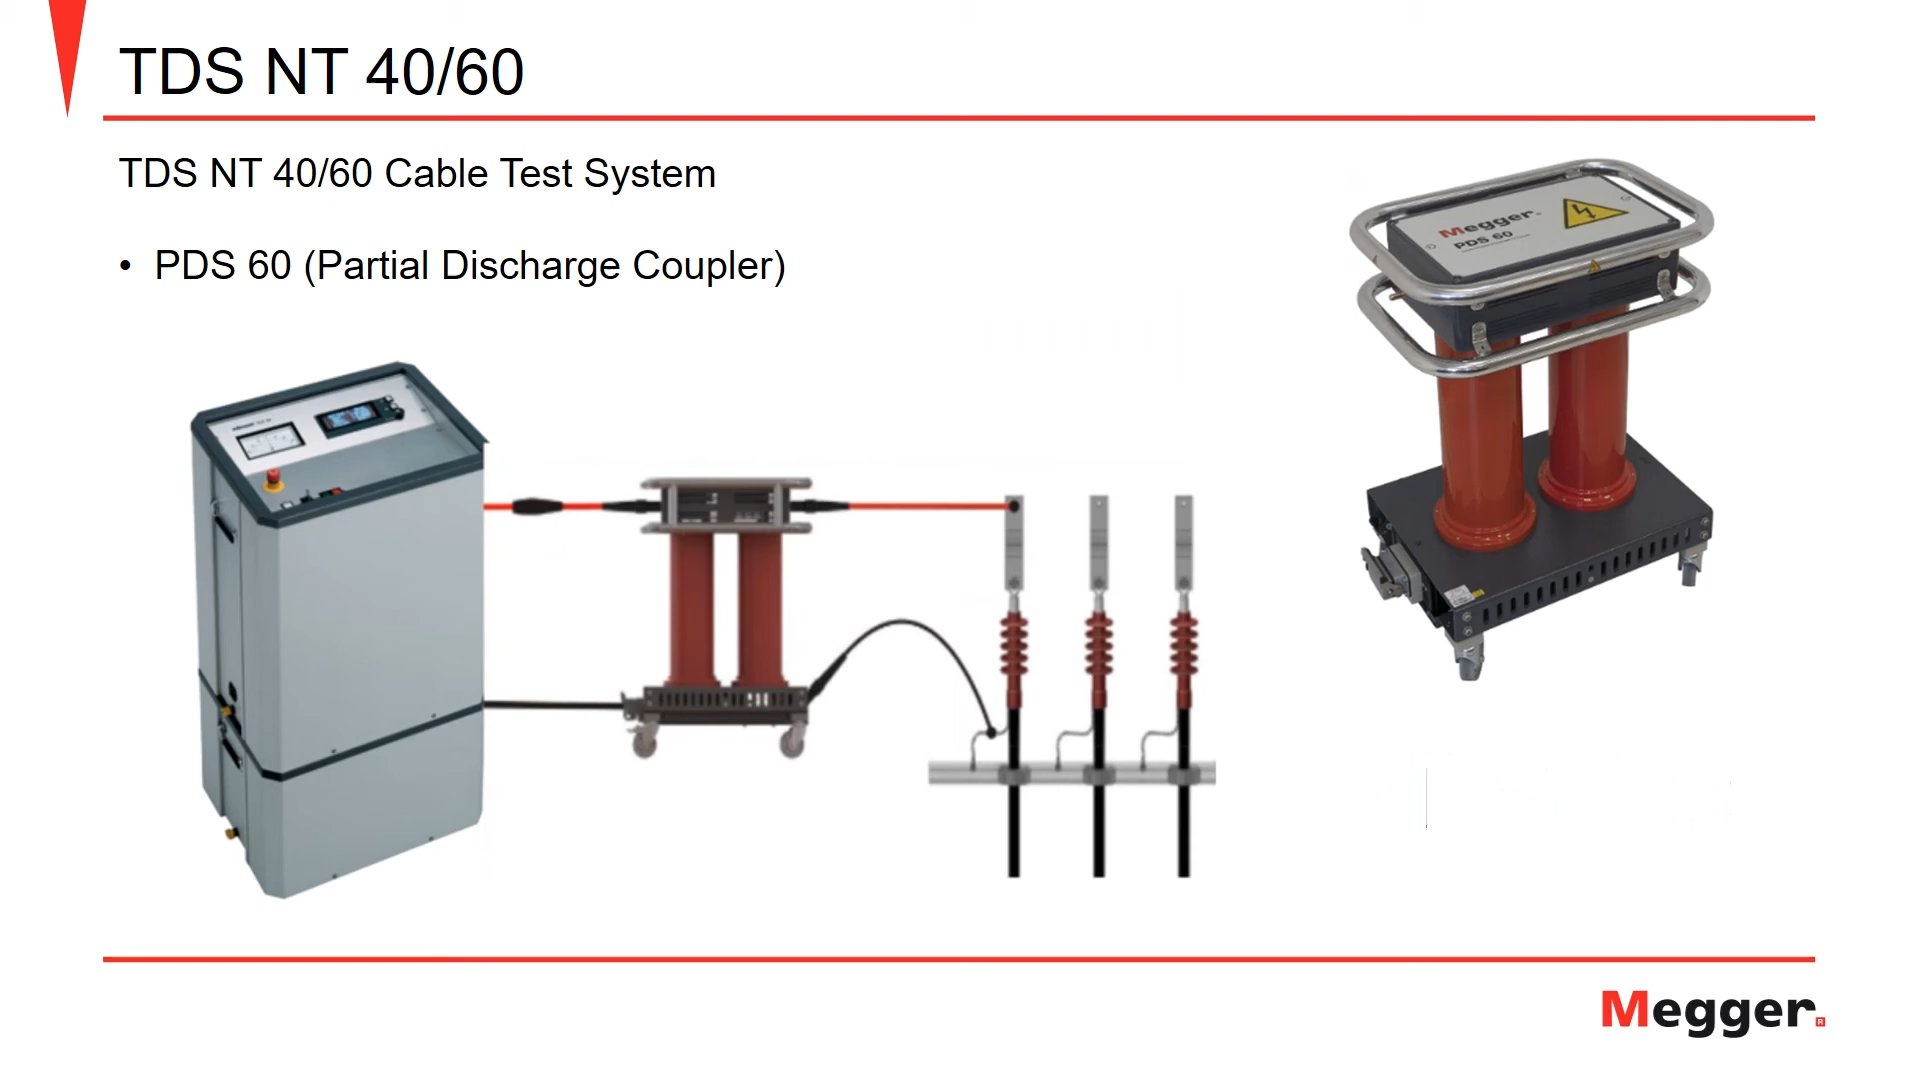 TDS NT 40/60
TDS NT 40/60 Cable Test System
• PDS 60 (Partial Discharge Coupler)
Megger
PDS 60
Megger